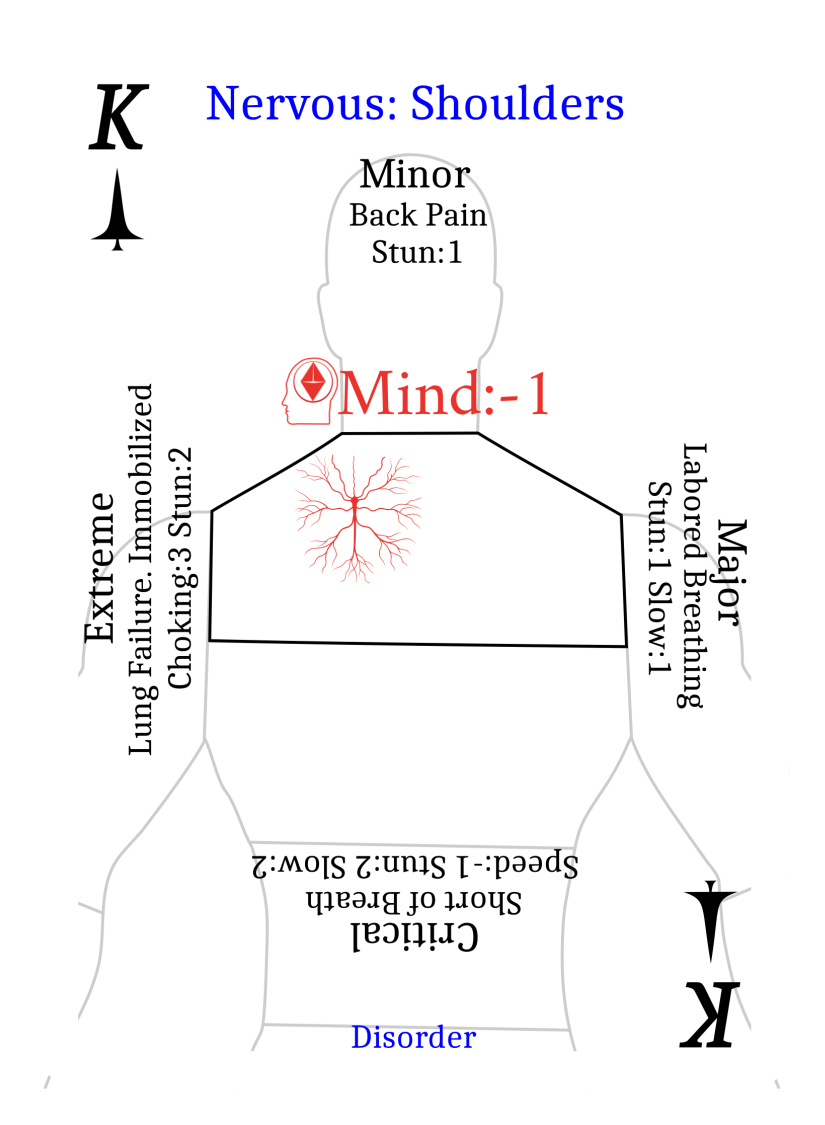 K
Nervous: Shoulders
Minor
Back Pain
Stun:1
Mind:-1
Extreme
Lung Failure. Immobilized
Choking:3 Stun:2
Major
Labored Breathing
Stun:1 Slow:1
Critical
Short of Breath
Speed:-1 Stun:2 Slow:2
Disorder
K